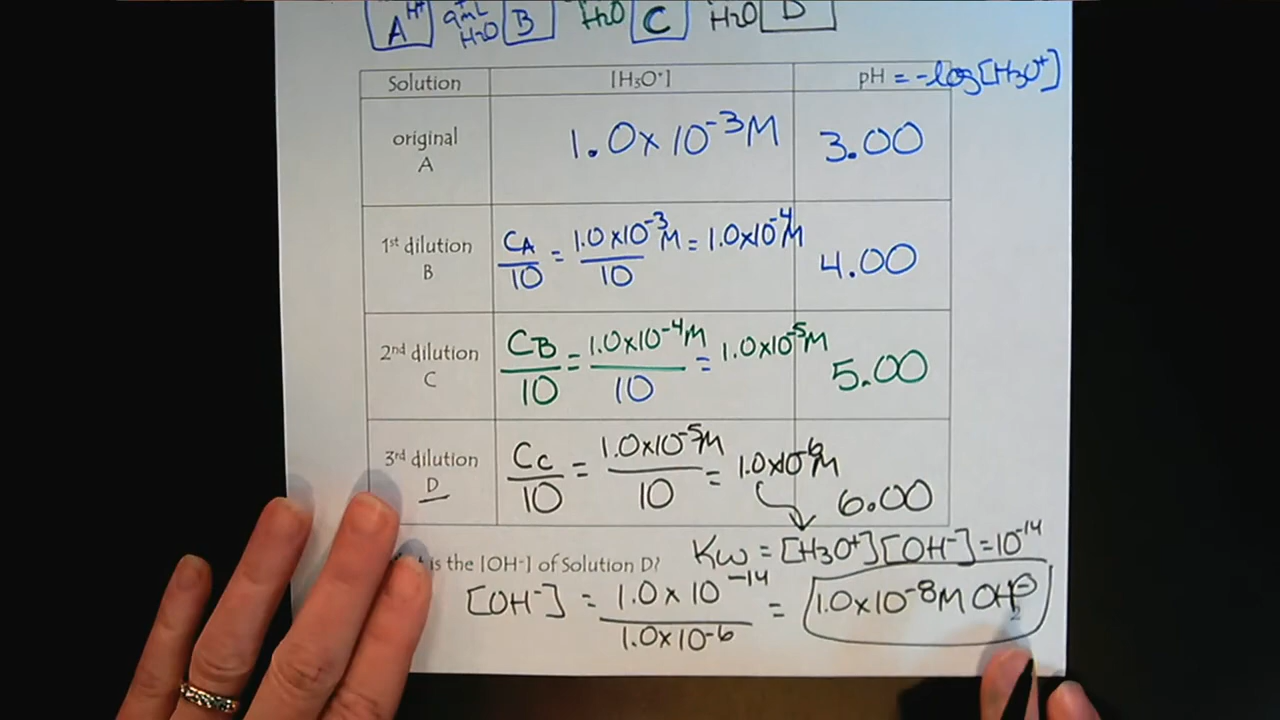 A H+ 9mL H2O B H2O C H2O D
Solution [H3O+] pH = -log[H3O+]
original A 1.0x10-3M 3.00
1st dilution B CA/10 = 1.0x10-3M/10 = 1.0x10-4M 4.00
2nd dilution C CB/10 = 1.0x10-4M/10 = 1.0x10-5M 5.00
3rd dilution D CC/10 = 1.0x10-5M/10 = 1.0x10-6M 6.00
is the [OH-] of Solution D? Kw = [H3O+][OH-] = 10-14
[OH-] = 1.0x10-14/1.0x10-6 = 1.0x10-8M OH-
2